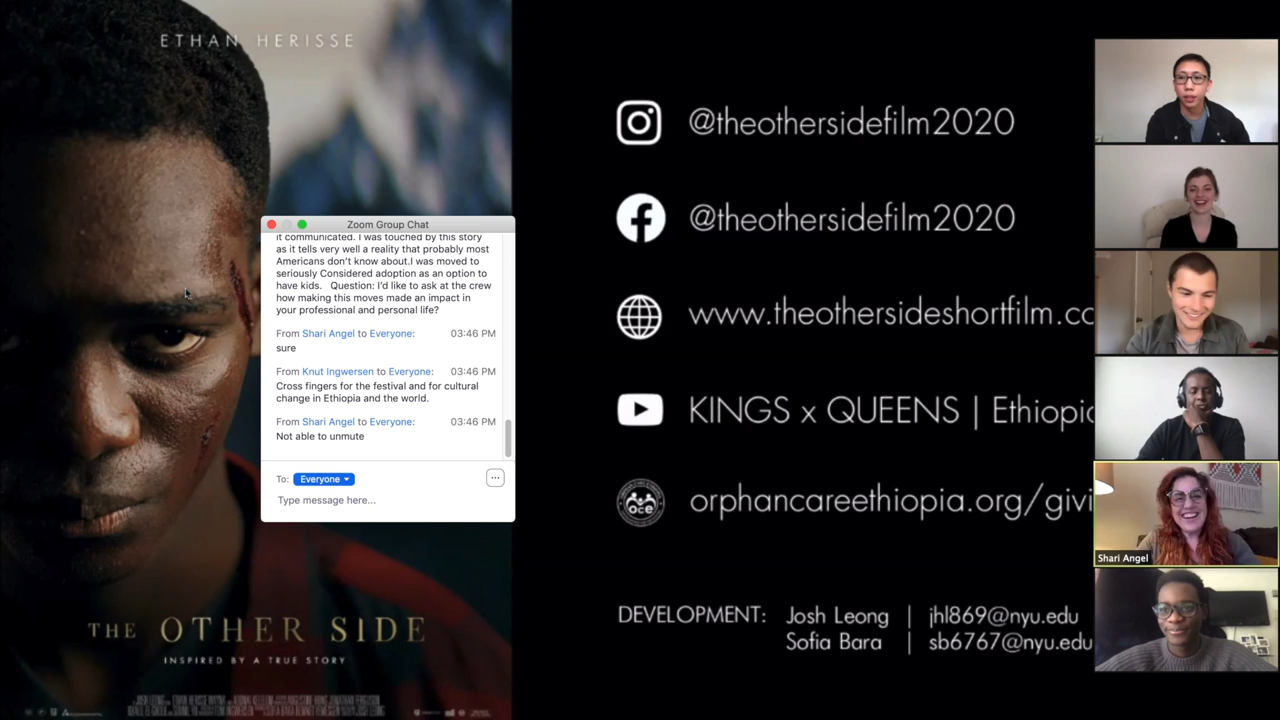 ETHAN HERISSE
THE OTHER SIDE
INSPIRED BY A TRUE STORY
Zoom Group Chat
it communicated. I was touched by this story
as it tells very well a reality that probably most
Americans don't know about.I was moved to
seriously Considered adoption as an option to
have kids.   Question: I'd like to ask at the crew
how making this moves made an impact in
your professional and personal life?
From Shari Angel to Everyone: 03:46 PM
sure
From Knut Ingwersen to Everyone: 03:46 PM
Cross fingers for the festival and for cultural
change in Ethiopia and the world.
From Shari Angel to Everyone: 03:46 PM
Not able to unmute
To: Everyone
Type message here...
@theothersidefilm2020
@theothersidefilm2020
www.theothersideshortfilm.co
KINGS x QUEENS | Ethiopia
oce
orphancareethiopia.org/givi
DEVELOPMENT: Josh Leong | jhl869@nyu.edu
Sofia Bara | sb6767@nyu.edu
Shari Angel